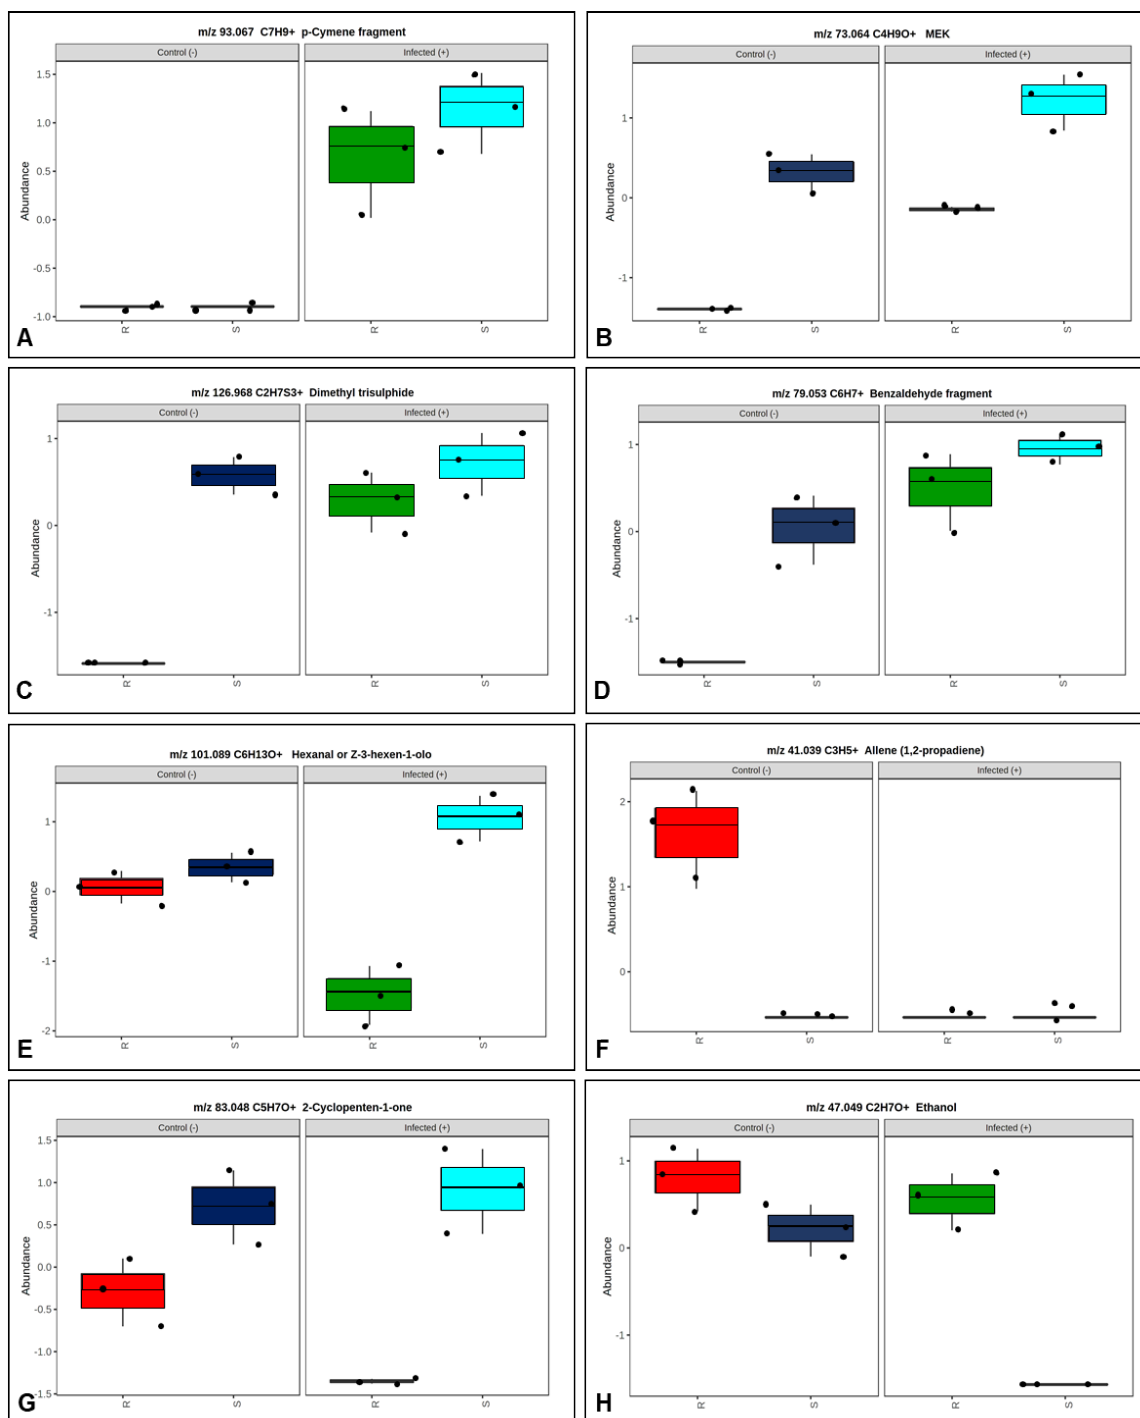 m/z 93.067 C7H9+ p-Cymene fragment
Control (-) Infected (+)
Abundance
1.5
1.0
0.5
0.0
-0.5
-1.0
R S R S
A
m/z 73.064 C4H9O+ MEK
Control (-) Infected (+)
Abundance
1
0
-1
R S R S
B
m/z 126.968 C2H7S3+ Dimethyl trisulphide
Control (-) Infected (+)
Abundance
1
0
-1
R S R S
C
m/z 79.053 C6H7+ Benzaldehyde fragment
Control (-) Infected (+)
Abundance
1
0
-1
R S R S
D
m/z 101.089 C6H13O+ Hexanal or Z-3-hexen-1-olo
Control (-) Infected (+)
Abundance
1
0
-1
-2
R S R S
E
m/z 41.039 C3H5+ Allene (1,2-propadiene)
Control (-) Infected (+)
Abundance
2
1
0
R S R S
F
m/z 83.048 C5H7O+ 2-Cyclopenten-1-one
Control (-) Infected (+)
Abundance
1.5
1.0
0.5
0.0
-0.5
-1.0
-1.5
R S R S
G
m/z 47.049 C2H7O+ Ethanol
Control (-) Infected (+)
Abundance
1
0
-1
R S R S
H